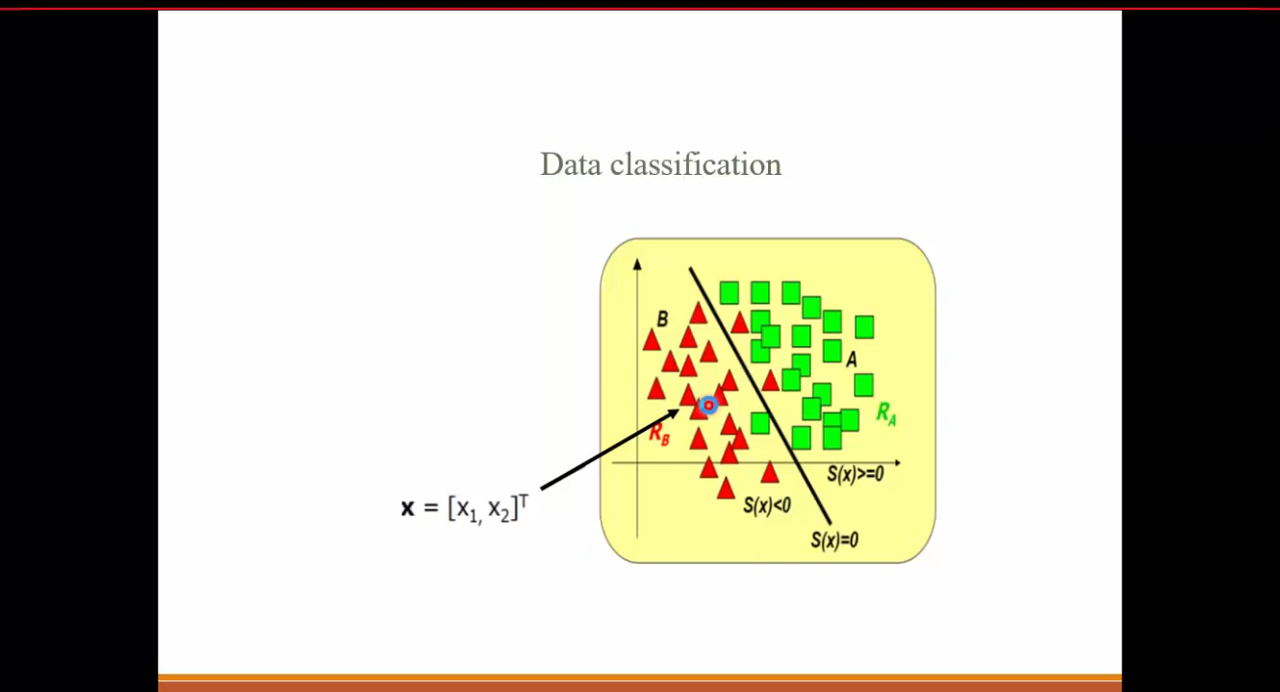 Data classification
B
A
R_A
R_B
S(x)>=0
x = [x₁, x₂]ᵀ
S(x)<0
S(x)=0